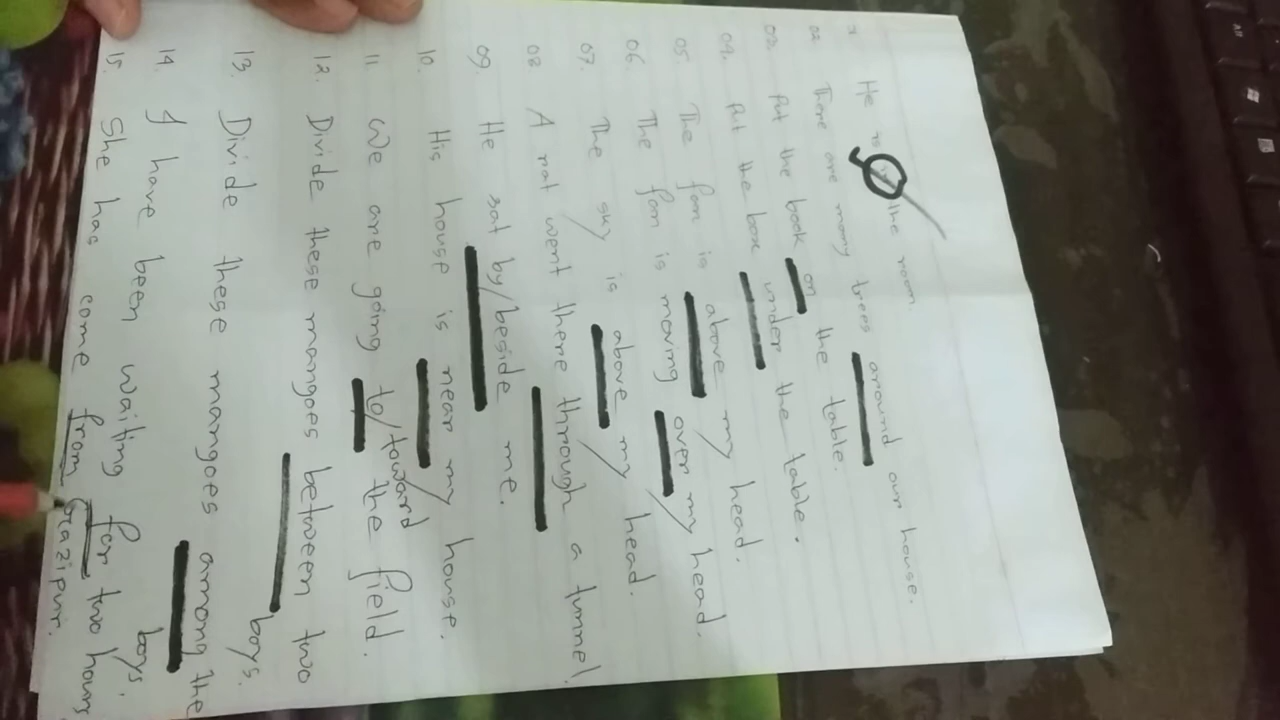 He is the room.
02 There are many trees around our house.
03. Put the book on the table.
04. Put the box under the table.
05. The fan is above my head.
06. The fan is moving over my head.
07. The sky is above my head.
08 A rat went there through a tunnel.
09. He sat by/beside me.
10. His house is near my house.
11. We are going to/toward the field.
12. Divide these mangoes between two
boys.
13. Divide these mangoes among the
boys.
14. I have been waiting for two hours
15. She has come from Gazipur.